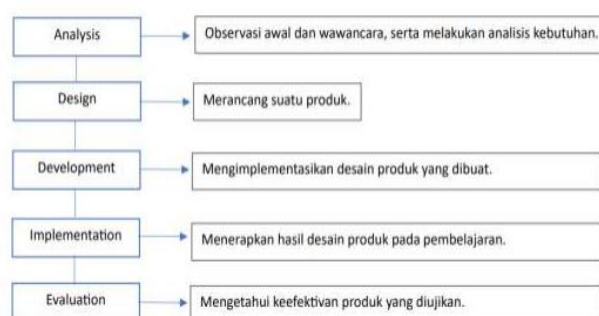 Analysis
Observasi awal dan wawancara, serta melakukan analisis kebutuhan.
Design
Merancang suatu produk.
Development
Mengimplementasikan desain produk yang dibuat.
Implementation
Menerapkan hasil desain produk pada pembelajaran.
Evaluation
Mengetahui keefektivan produk yang diujikan.